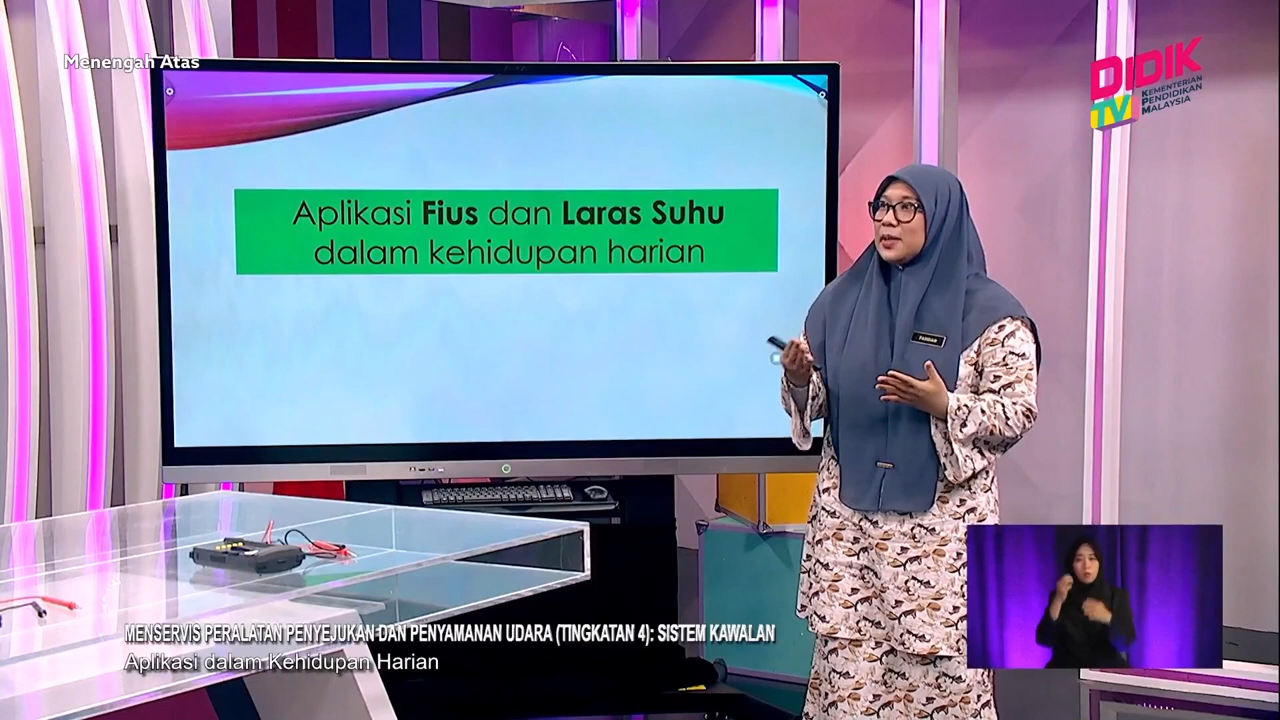 Menengah Atas
DIDIK
TV
KEMENTERIAN
PENDIDIKAN
MALAYSIA
Aplikasi Fius dan Laras Suhu
dalam kehidupan harian
MENSERVIS PERALATAN PENYEJUKAN DAN PENYAMANAN UDARA (TINGKATAN 4): SISTEM KAWALAN
Aplikasi dalam Kehidupan Harian